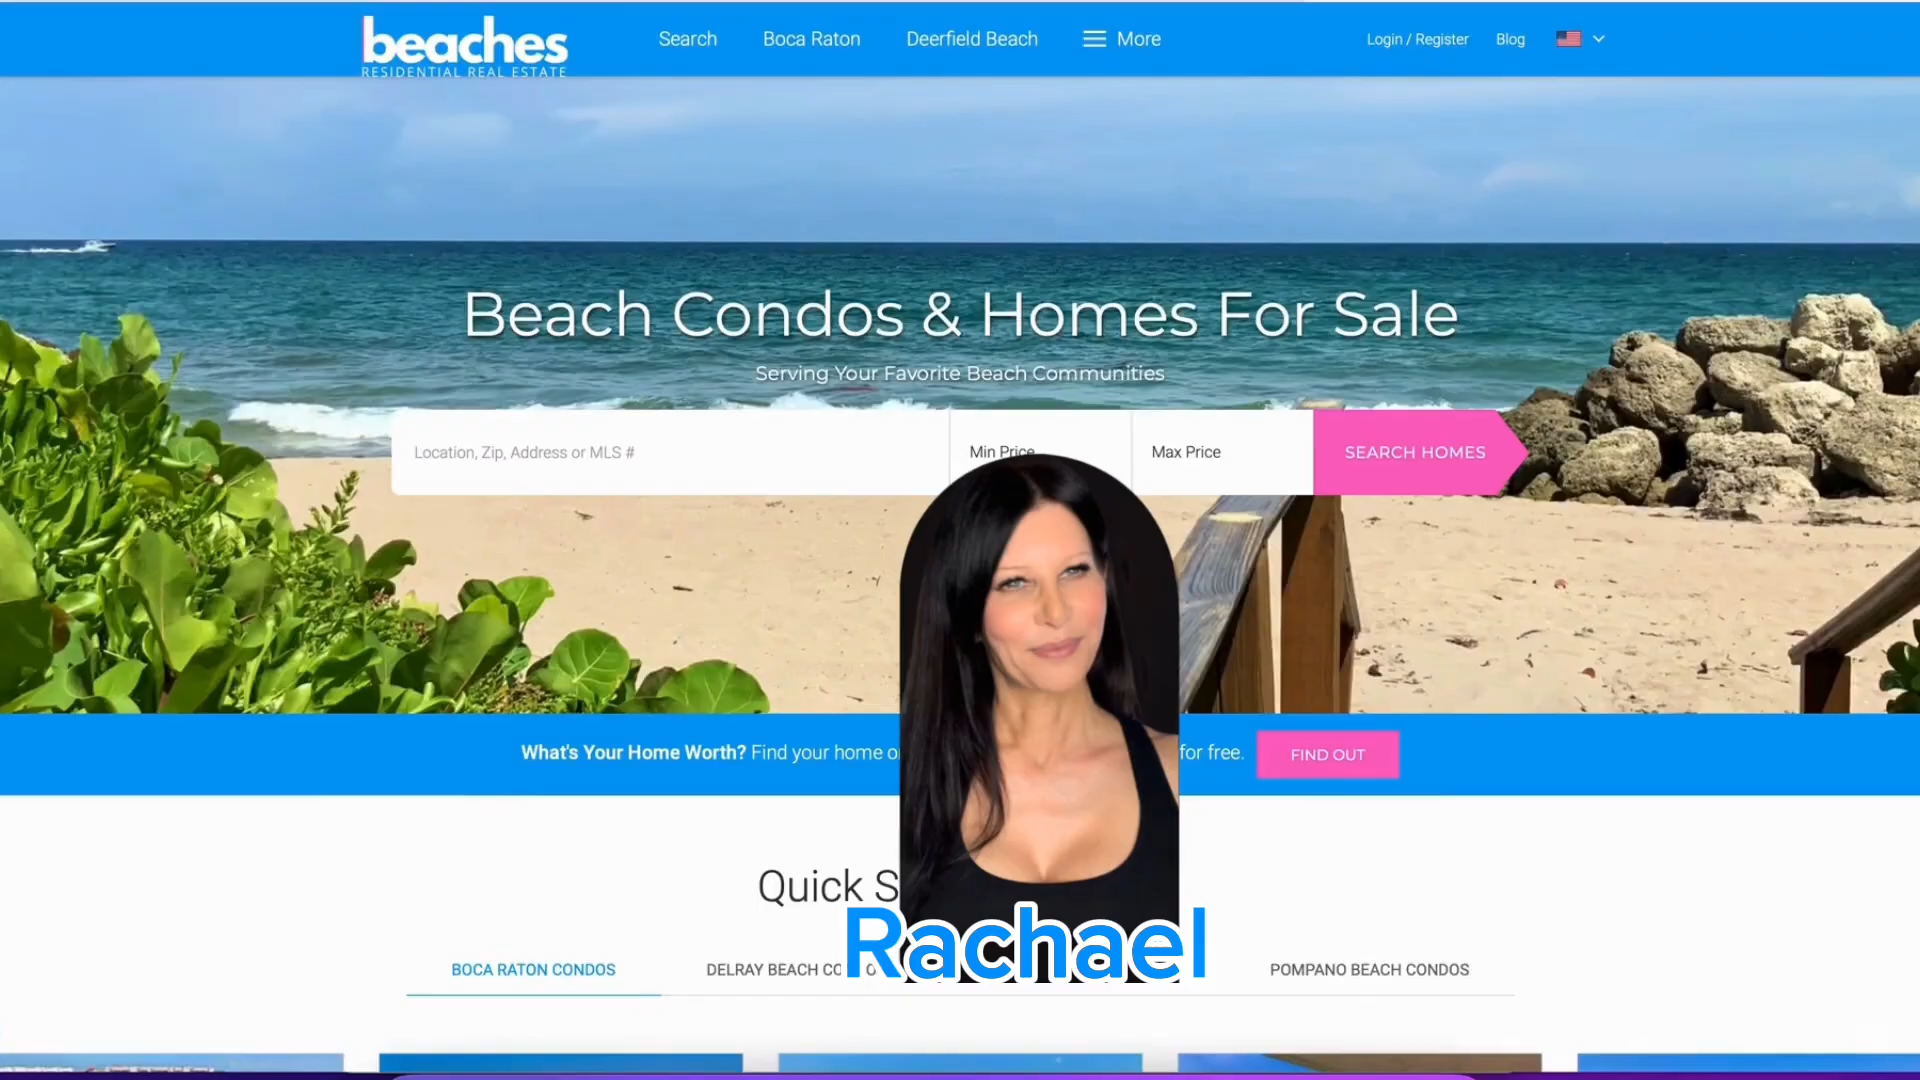 beaches
RESIDENTIAL REAL ESTATE
Search
Boca Raton
Deerfield Beach
More
Login / Register
Blog
Beach Condos & Homes For Sale
Serving Your Favorite Beach Communities
Location, Zip, Address or MLS #
Min Price
Max Price
SEARCH HOMES
What's Your Home Worth? Find your home
for free.
FIND OUT
Quick S
Rachael
BOCA RATON CONDOS
DELRAY BEACH
POMPANO BEACH CONDOS